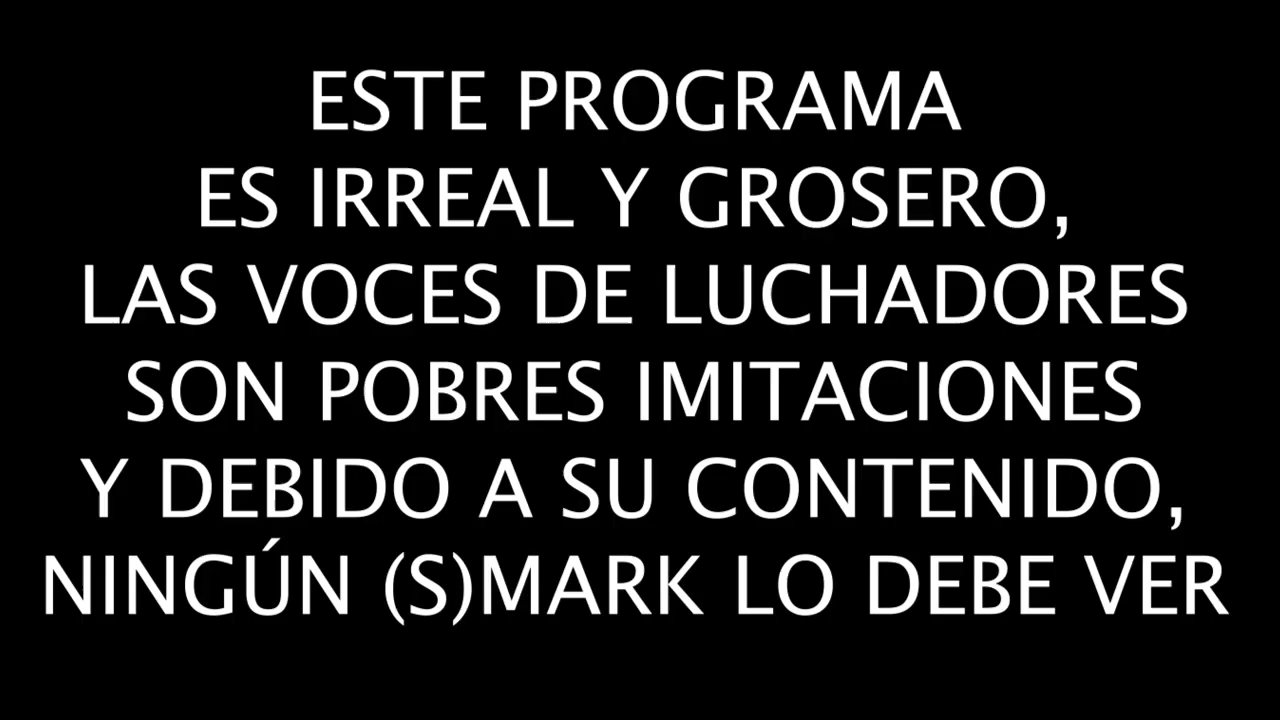 ESTE PROGRAMA
ES IRREAL Y GROSERO,
LAS VOCES DE LUCHADORES
SON POBRES IMITACIONES
Y DEBIDO A SU CONTENIDO,
NINGÚN (S)MARK LO DEBE VER